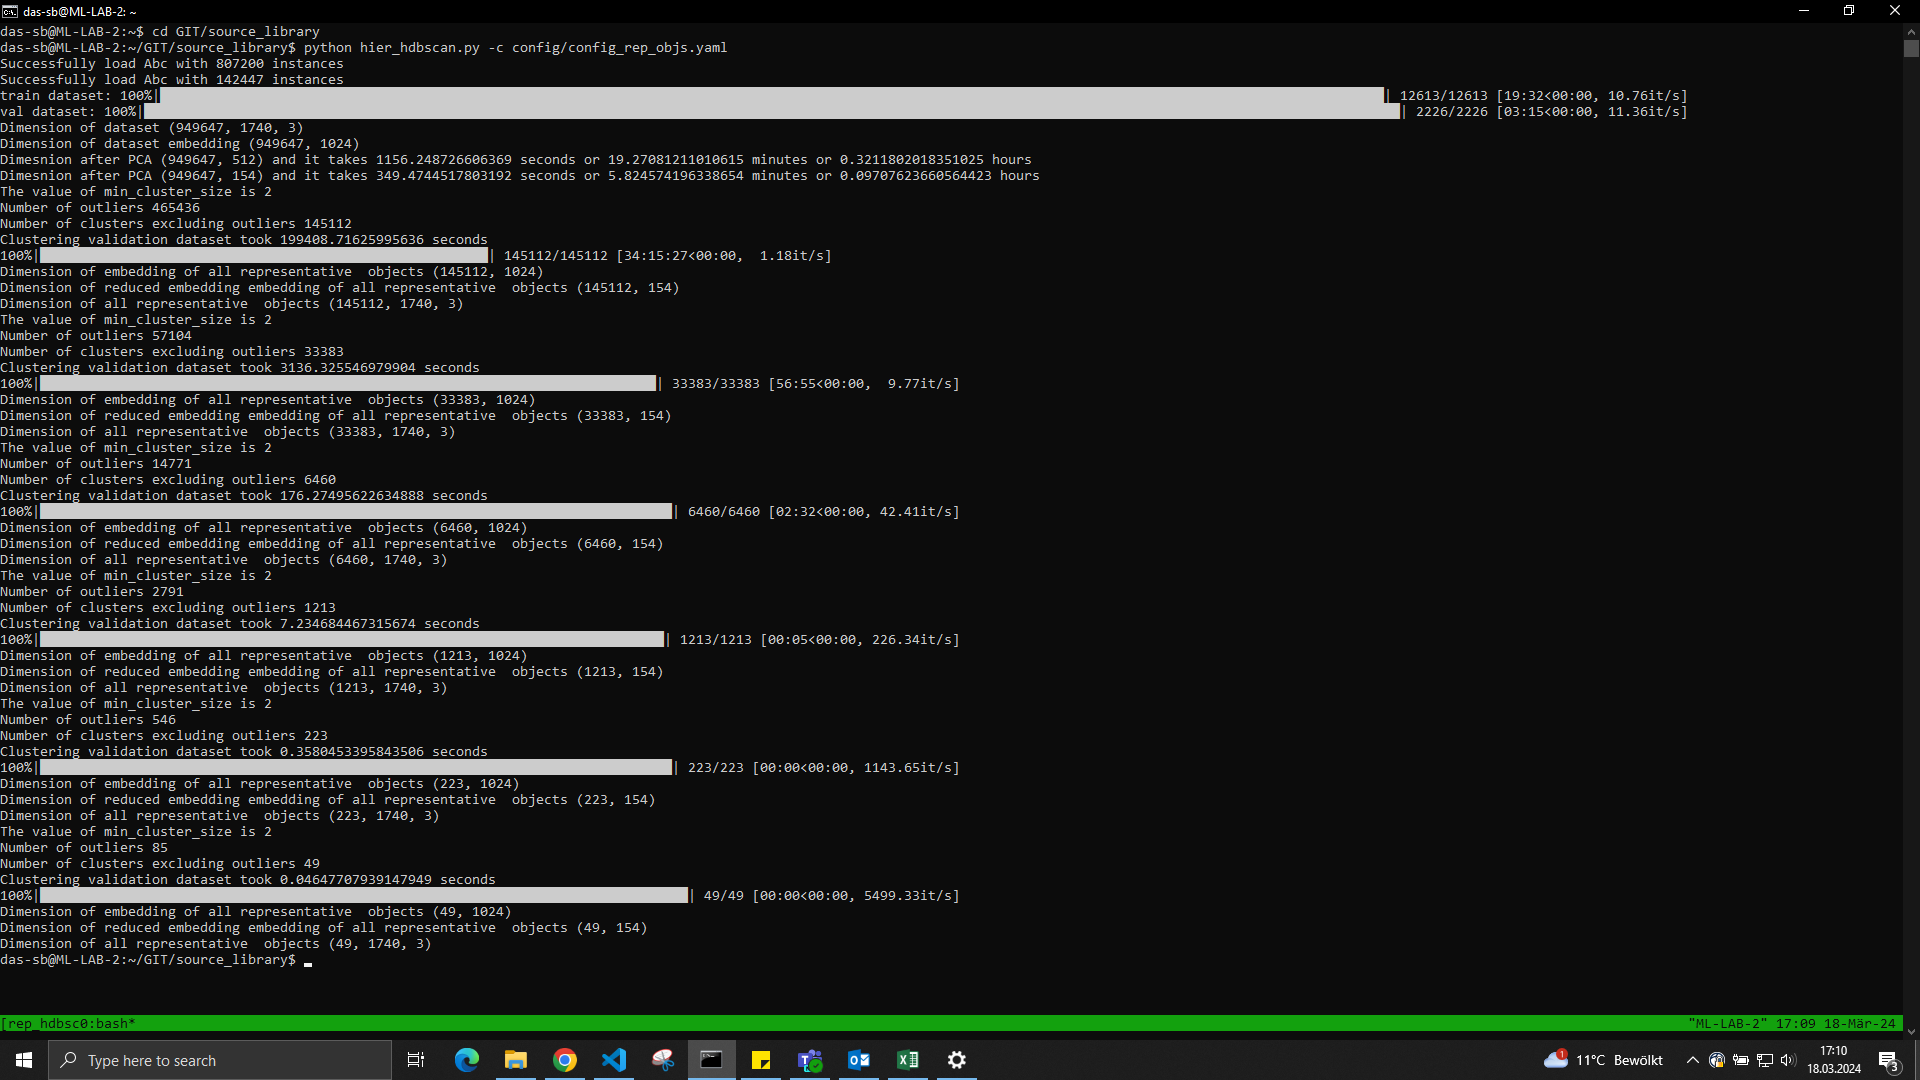 das-sb@ML-LAB-2: ~
das-sb@ML-LAB-2:~$ cd GIT/source_library
das-sb@ML-LAB-2:~/GIT/source_library$ python hier_hdbscan.py -c config/config_rep_objs.yaml
Successfully load Abc with 807200 instances
Successfully load Abc with 142447 instances
train dataset: 100%| | 12613/12613 [19:32<00:00, 10.76it/s]
val dataset: 100%| | 2226/2226 [03:15<00:00, 11.36it/s]
Dimension of dataset (949647, 1740, 3)
Dimension of dataset embedding (949647, 1024)
Dimesnion after PCA (949647, 512) and it takes 1156.248726606369 seconds or 19.27081211010615 minutes or 0.3211802018351025 hours
Dimesnion after PCA (949647, 154) and it takes 349.4744517803192 seconds or 5.824574196338654 minutes or 0.09707623660564423 hours
The value of min_cluster_size is 2
Number of outliers 465436
Number of clusters excluding outliers 145112
Clustering validation dataset took 199408.71625995636 seconds
100%| | 145112/145112 [34:15:27<00:00,  1.18it/s]
Dimension of embedding of all representative  objects (145112, 1024)
Dimension of reduced embedding embedding of all representative  objects (145112, 154)
Dimension of all representative  objects (145112, 1740, 3)
The value of min_cluster_size is 2
Number of outliers 57104
Number of clusters excluding outliers 33383
Clustering validation dataset took 3136.325546979904 seconds
100%| | 33383/33383 [56:55<00:00,  9.77it/s]
Dimension of embedding of all representative  objects (33383, 1024)
Dimension of reduced embedding embedding of all representative  objects (33383, 154)
Dimension of all representative  objects (33383, 1740, 3)
The value of min_cluster_size is 2
Number of outliers 14771
Number of clusters excluding outliers 6460
Clustering validation dataset took 176.27495622634888 seconds
100%| | 6460/6460 [02:32<00:00, 42.41it/s]
Dimension of embedding of all representative  objects (6460, 1024)
Dimension of reduced embedding embedding of all representative  objects (6460, 154)
Dimension of all representative  objects (6460, 1740, 3)
The value of min_cluster_size is 2
Number of outliers 2791
Number of clusters excluding outliers 1213
Clustering validation dataset took 7.234684467315674 seconds
100%| | 1213/1213 [00:05<00:00, 226.34it/s]
Dimension of embedding of all representative  objects (1213, 1024)
Dimension of reduced embedding embedding of all representative  objects (1213, 154)
Dimension of all representative  objects (1213, 1740, 3)
The value of min_cluster_size is 2
Number of outliers 546
Number of clusters excluding outliers 223
Clustering validation dataset took 0.3580453395843506 seconds
100%| | 223/223 [00:00<00:00, 1143.65it/s]
Dimension of embedding of all representative  objects (223, 1024)
Dimension of reduced embedding embedding of all representative  objects (223, 154)
Dimension of all representative  objects (223, 1740, 3)
The value of min_cluster_size is 2
Number of outliers 85
Number of clusters excluding outliers 49
Clustering validation dataset took 0.04647707939147949 seconds
100%| | 49/49 [00:00<00:00, 5499.33it/s]
Dimension of embedding of all representative  objects (49, 1024)
Dimension of reduced embedding embedding of all representative  objects (49, 154)
Dimension of all representative  objects (49, 1740, 3)
das-sb@ML-LAB-2:~/GIT/source_library$
[rep_hdbsc0:bash* "ML-LAB-2" 17:09 18-Mär-24
Type here to search
1
11°C Bewölkt
17:10
18.03.2024
3